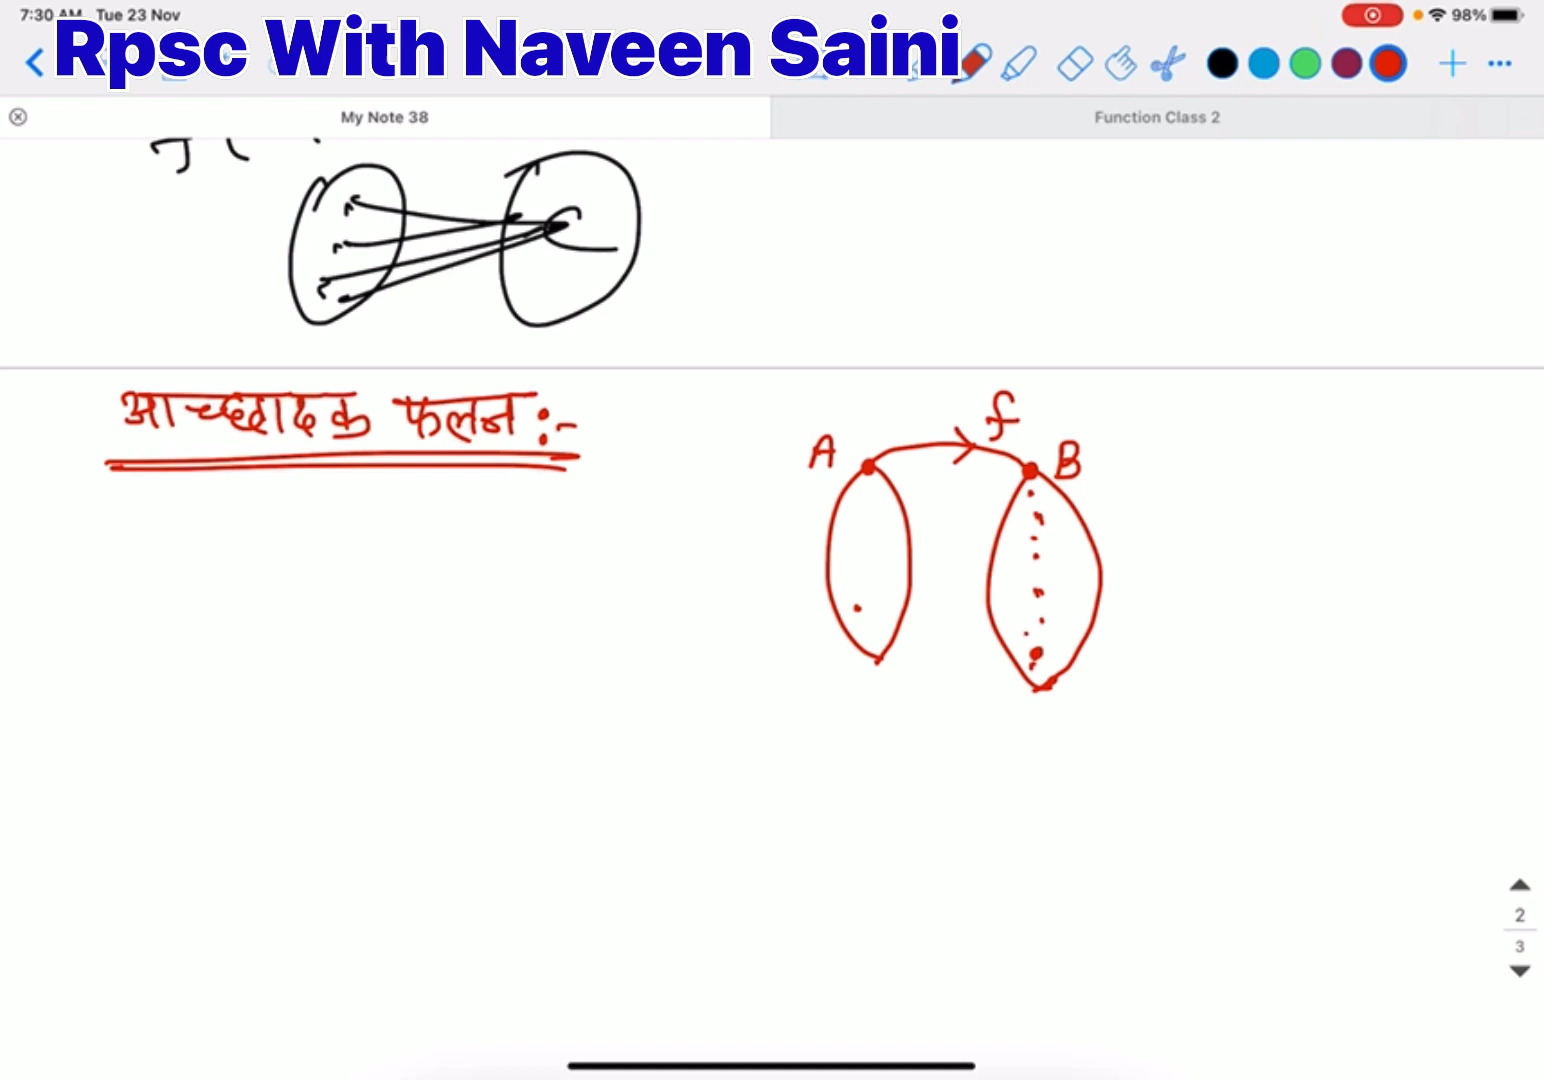 7:30 AM Tue 23 Nov
98%
Rpsc With Naveen Saini
My Note 38
Function Class 2
आच्छादक फलन :-
f
A
B
2
3